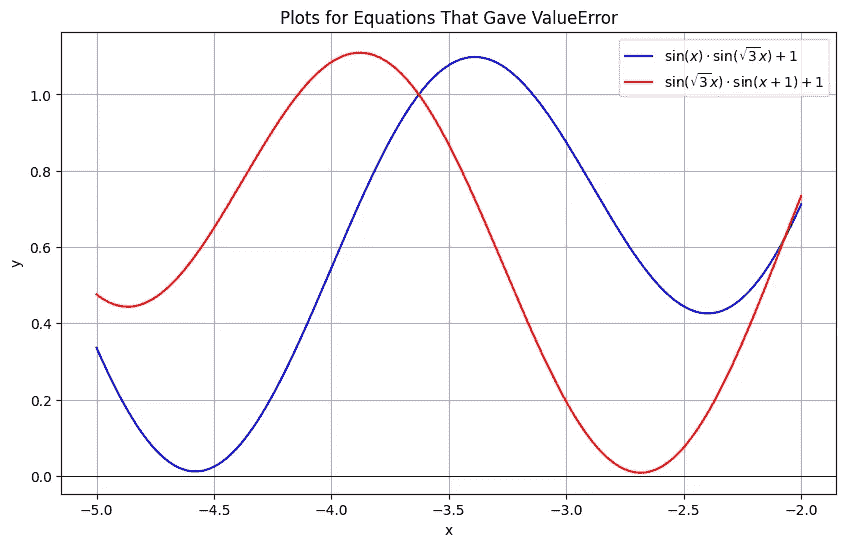 Plots for Equations That Gave ValueError
sin(x) · sin(√3x) + 1
sin(√3x) · sin(x + 1) + 1
y
1.0
0.8
0.6
0.4
0.2
0.0
−5.0 −4.5 −4.0 −3.5 −3.0 −2.5 −2.0
x